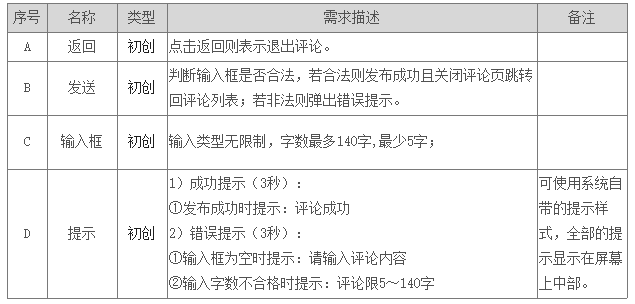 序号 名称 类型 需求描述 备注
A 返回 初创 点击返回则表示退出评论。
B 发送 初创 判断输入框是否合法，若合法则发布成功且关闭评论页跳转
回评论列表；若非法则弹出错误提示。
C 输入框 初创 输入类型无限制，字数最多140字,最少5字；
D 提示 初创 1）成功提示（3秒）：
①发布成功时提示：评论成功
2）错误提示（3秒）：
①输入框为空时提示：请输入评论内容
②输入字数不合格时提示：评论限5～140字
可使用系统自
带的提示样
式，全部的提
示显示在屏幕
上中部。